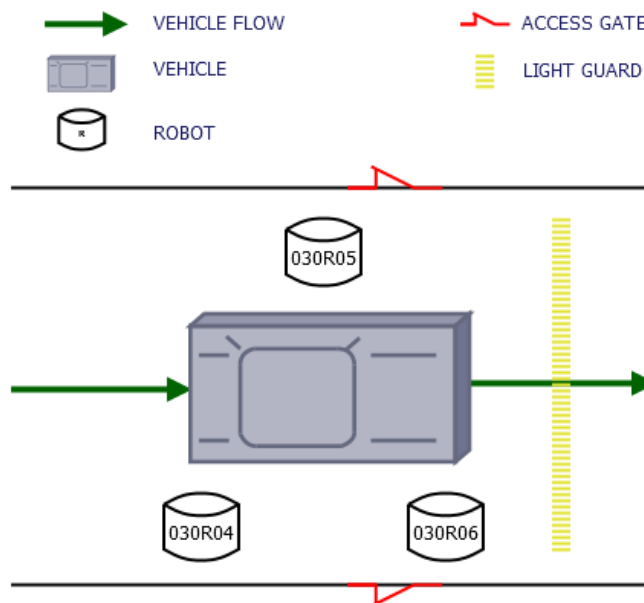 VEHICLE FLOW
ACCESS GATE
VEHICLE
LIGHT GUARD
R
ROBOT
030R05
030R04
030R06